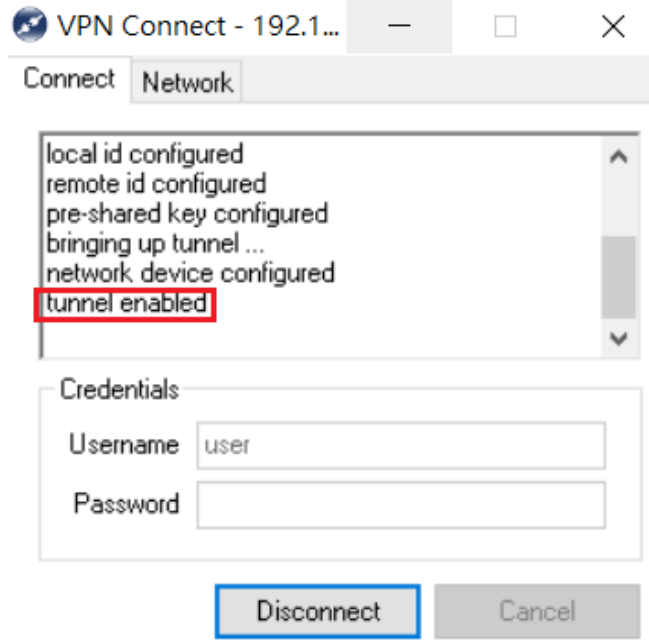 VPN Connect - 192.1...
Connect
Network
local id configured
remote id configured
pre-shared key configured
bringing up tunnel ...
network device configured
tunnel enabled
Credentials
Username user
Password
Disconnect Cancel